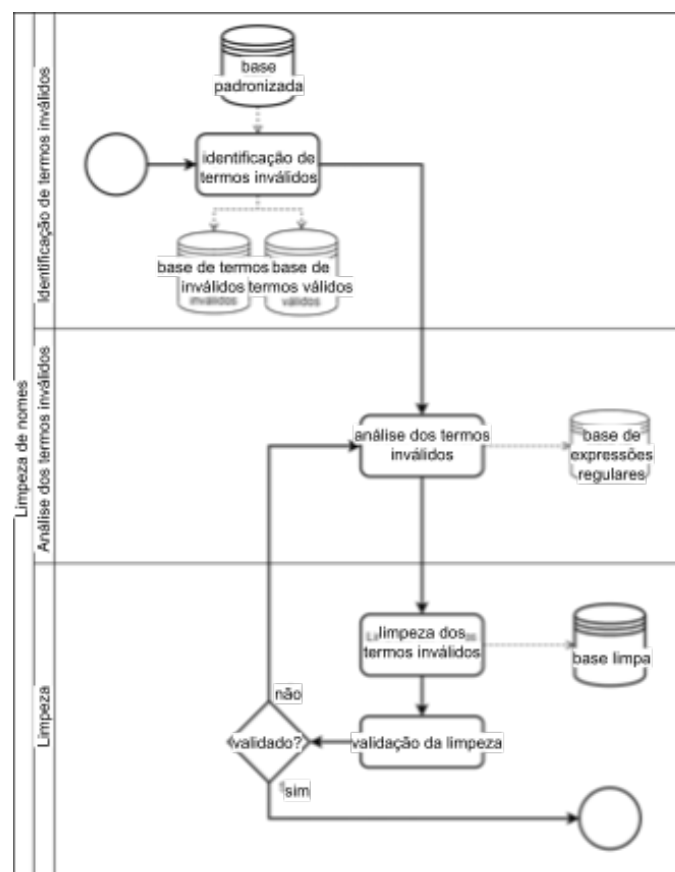 Limpeza de nomes
Identificação de termos inválidos
base
padronizada
identificação de
termos inválidos
base de termos
inválidos
inválidos
base de
termos válidos
válidos
Análise dos termos inválidos
análise dos termos
inválidos
base de
expressões
regulares
Limpeza
limpeza dos
termos inválidos
base limpa
não
validado?
validação da limpeza
sim